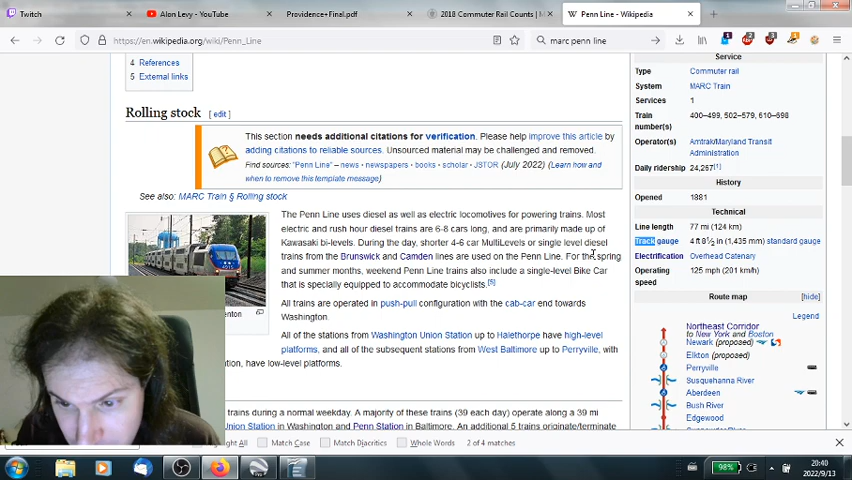 Twitch
Alon Levy - YouTube
Providence+Final.pdf
2018 Commuter Rail Counts | M
Penn Line - Wikipedia
https://en.wikipedia.org/wiki/Penn_Line
marc penn line
4 References
5 External links
Rolling stock [ edit ]
This section needs additional citations for verification. Please help improve this article by
adding citations to reliable sources. Unsourced material may be challenged and removed.
Find sources: "Penn Line" – news · newspapers · books · scholar · JSTOR (July 2022) (Learn how and
when to remove this template message)
See also: MARC Train § Rolling stock
The Penn Line uses diesel as well as electric locomotives for powering trains. Most
electric and rush hour diesel trains are 6-8 cars long, and are primarily made up of
Kawasaki bi-levels. During the day, shorter 4-6 car MultiLevels or single level diesel
trains from the Brunswick and Camden lines are used on the Penn Line. For the spring
and summer months, weekend Penn Line trains also include a single-level Bike Car
that is specially equipped to accommodate bicyclists.[5]
enton
All trains are operated in push-pull configuration with the cab-car end towards
Washington.
All of the stations from Washington Union Station up to Halethorpe have high-level
platforms, and all of the subsequent stations from West Baltimore up to Perryville, with
tation, have low-level platforms.
trains during a normal weekday. A majority of these trains (39 each day) operate along a 39 mi
Union Station in Washington and Penn Station in Baltimore. An additional 5 trains originate/terminate
Service
Type Commuter rail
System MARC Train
Services 1
Train number(s) 400–499, 502–579, 610–698
Operator(s) Amtrak/Maryland Transit
Administration
Daily ridership 24,267[1]
History
Opened 1881
Technical
Line length 77 mi (124 km)
Track gauge 4 ft 8 1⁄2 in (1,435 mm) standard gauge
Electrification Overhead Catenary
Operating speed 125 mph (201 km/h)
Route map [hide]
Legend
Northeast Corridor
to New York and Boston
Newark (proposed)
Elkton (proposed)
Perryville
Susquehanna River
Aberdeen
Bush River
Edgewood
ght All
Match Case
Match Diacritics
Whole Words
2 of 4 matches
98%
20:40
2022/9/13